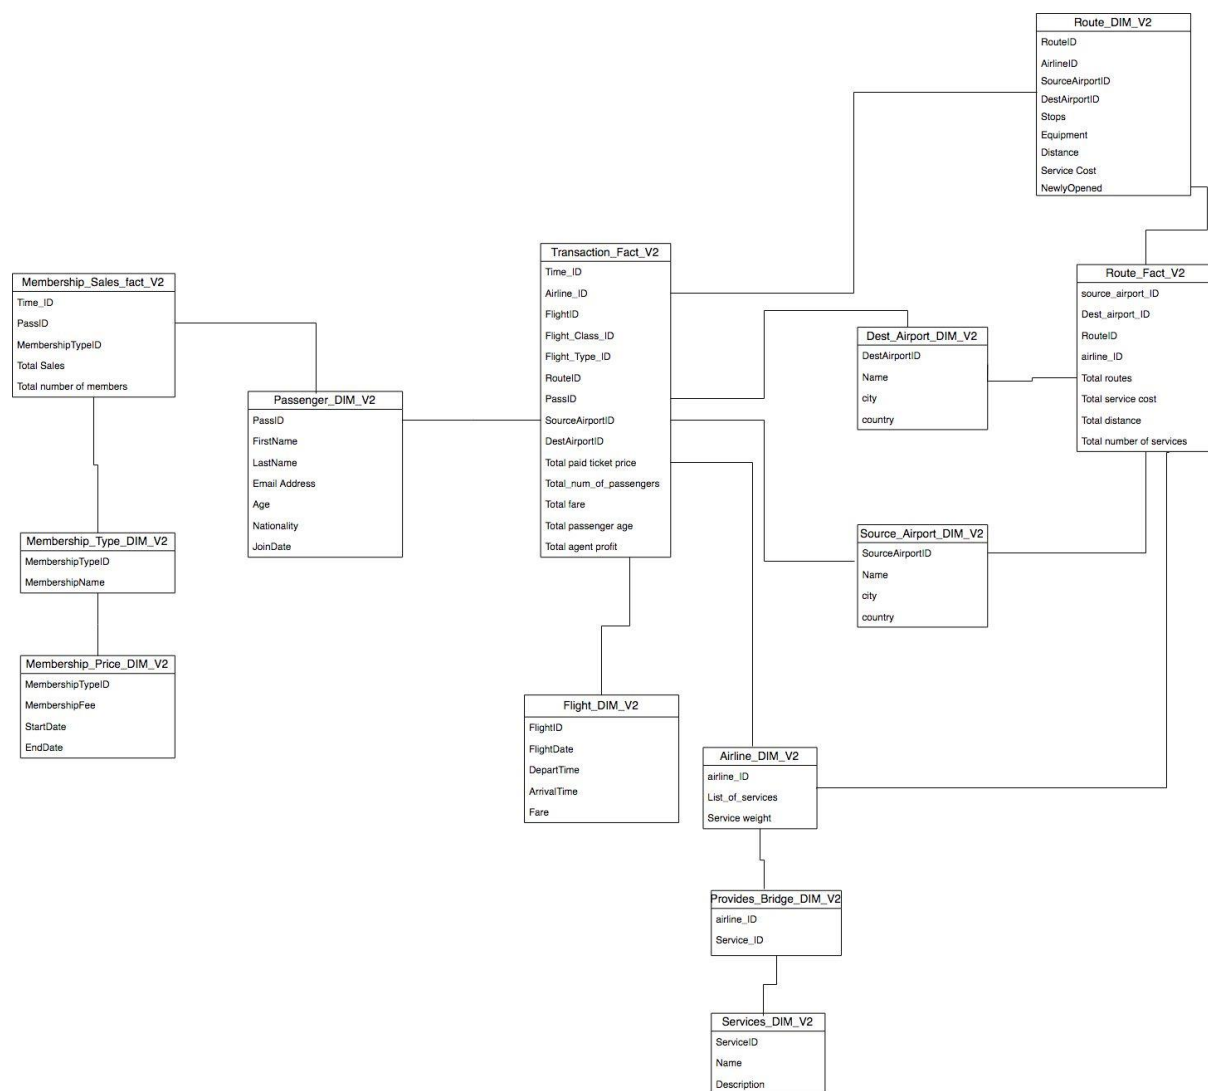 Route_DIM_V2
RouteID
AirlineID
SourceAirportID
DestAirportID
Stops
Equipment
Distance
Service Cost
NewlyOpened
Transaction_Fact_V2
Time_ID
Airline_ID
FlightID
Flight_Class_ID
Flight_Type_ID
RouteID
PassID
SourceAirportID
DestAirportID
Total paid ticket price
Total_num_of_passengers
Total fare
Total passenger age
Total agent profit
Route_Fact_V2
source_airport_ID
Dest_airport_ID
RouteID
airline_ID
Total routes
Total service cost
Total distance
Total number of services
Membership_Sales_fact_V2
Time_ID
PassID
MembershipTypeID
Total Sales
Total number of members
Dest_Airport_DIM_V2
DestAirportID
Name
city
country
Passenger_DIM_V2
PassID
FirstName
LastName
Email Address
Age
Nationality
JoinDate
Source_Airport_DIM_V2
SourceAirportID
Name
city
country
Membership_Type_DIM_V2
MembershipTypeID
MembershipName
Membership_Price_DIM_V2
MembershipTypeID
MembershipFee
StartDate
EndDate
Flight_DIM_V2
FlightID
FlightDate
DepartTime
ArrivalTime
Fare
Airline_DIM_V2
airline_ID
List_of_services
Service weight
Provides_Bridge_DIM_V2
airline_ID
Service_ID
Services_DIM_V2
ServiceID
Name
Description